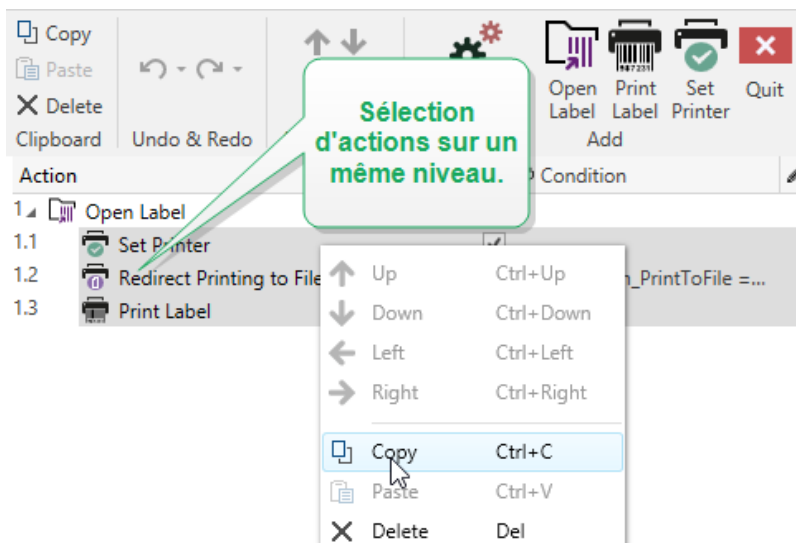 Copy
Paste
Delete
Clipboard
Undo & Redo
Open Label
Print Label
987231
Set Printer
Quit
Add
Sélection
d'actions sur un
même niveau.
Action
Condition
1 Open Label
1.1 Set Printer
1.2 Redirect Printing to File _PrintToFile =...
1.3 Print Label
Up Ctrl+Up
Down Ctrl+Down
Left Ctrl+Left
Right Ctrl+Right
Copy Ctrl+C
Paste Ctrl+V
Delete Del